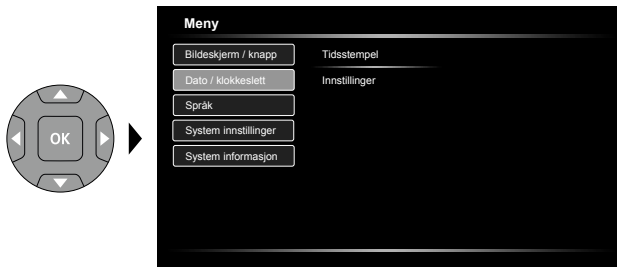 Meny
Bildeskjerm / knapp
Tidsstempel
Dato / klokkeslett
Innstillinger
Språk
OK
System innstillinger
System informasjon